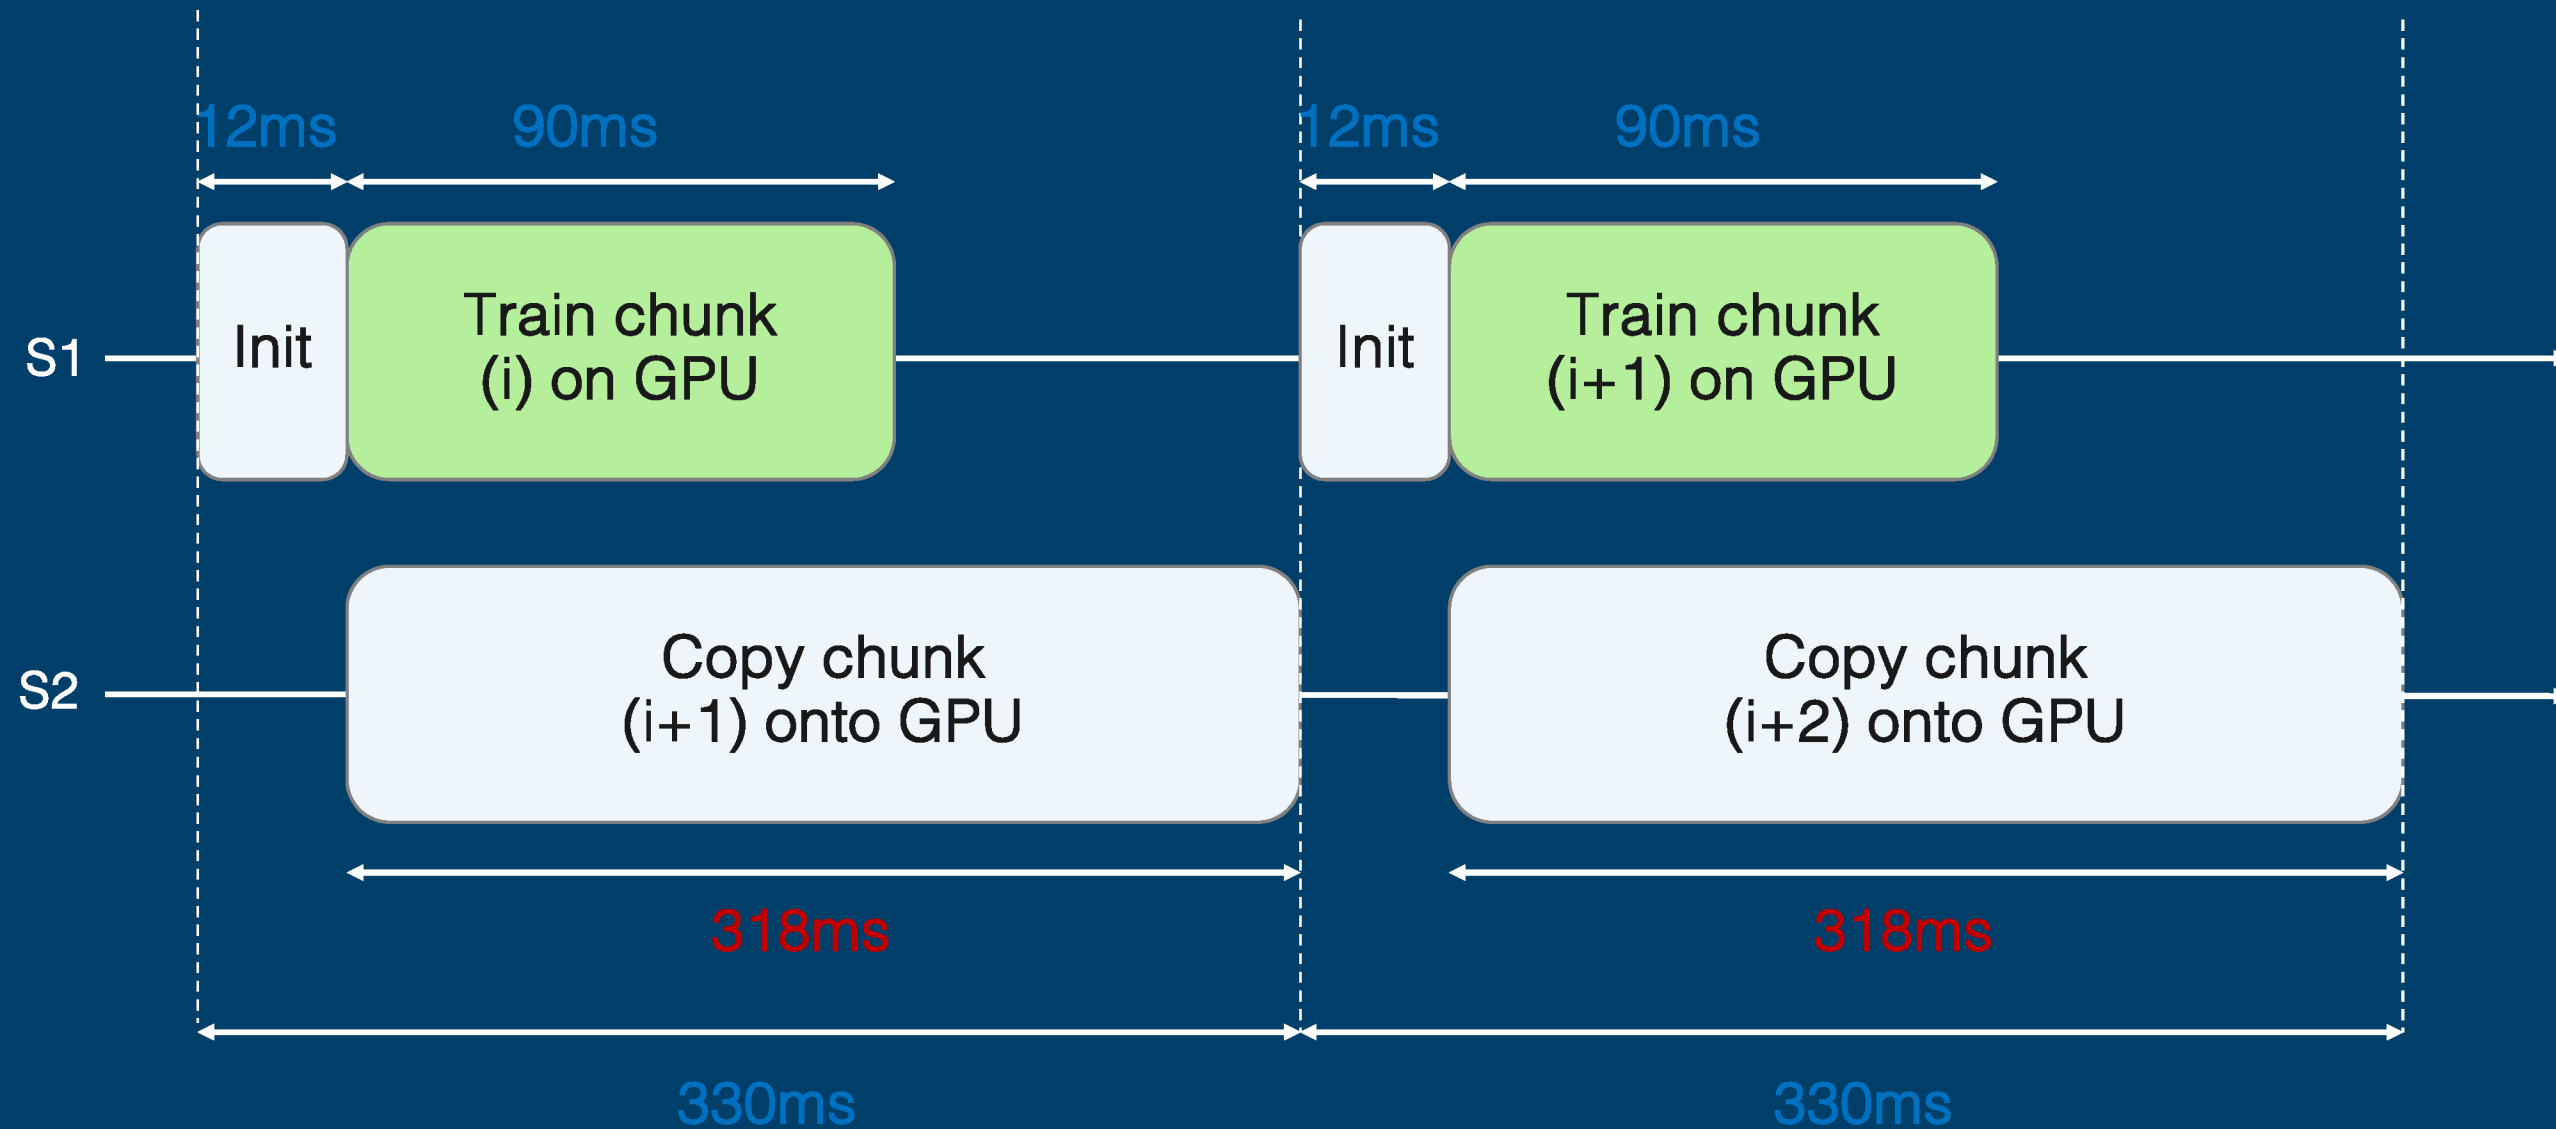 12ms
90ms
12ms
90ms
S1
Init
Train chunk
(i) on GPU
Init
Train chunk
(i+1) on GPU
S2
Copy chunk
(i+1) onto GPU
Copy chunk
(i+2) onto GPU
318ms
318ms
330ms
330ms